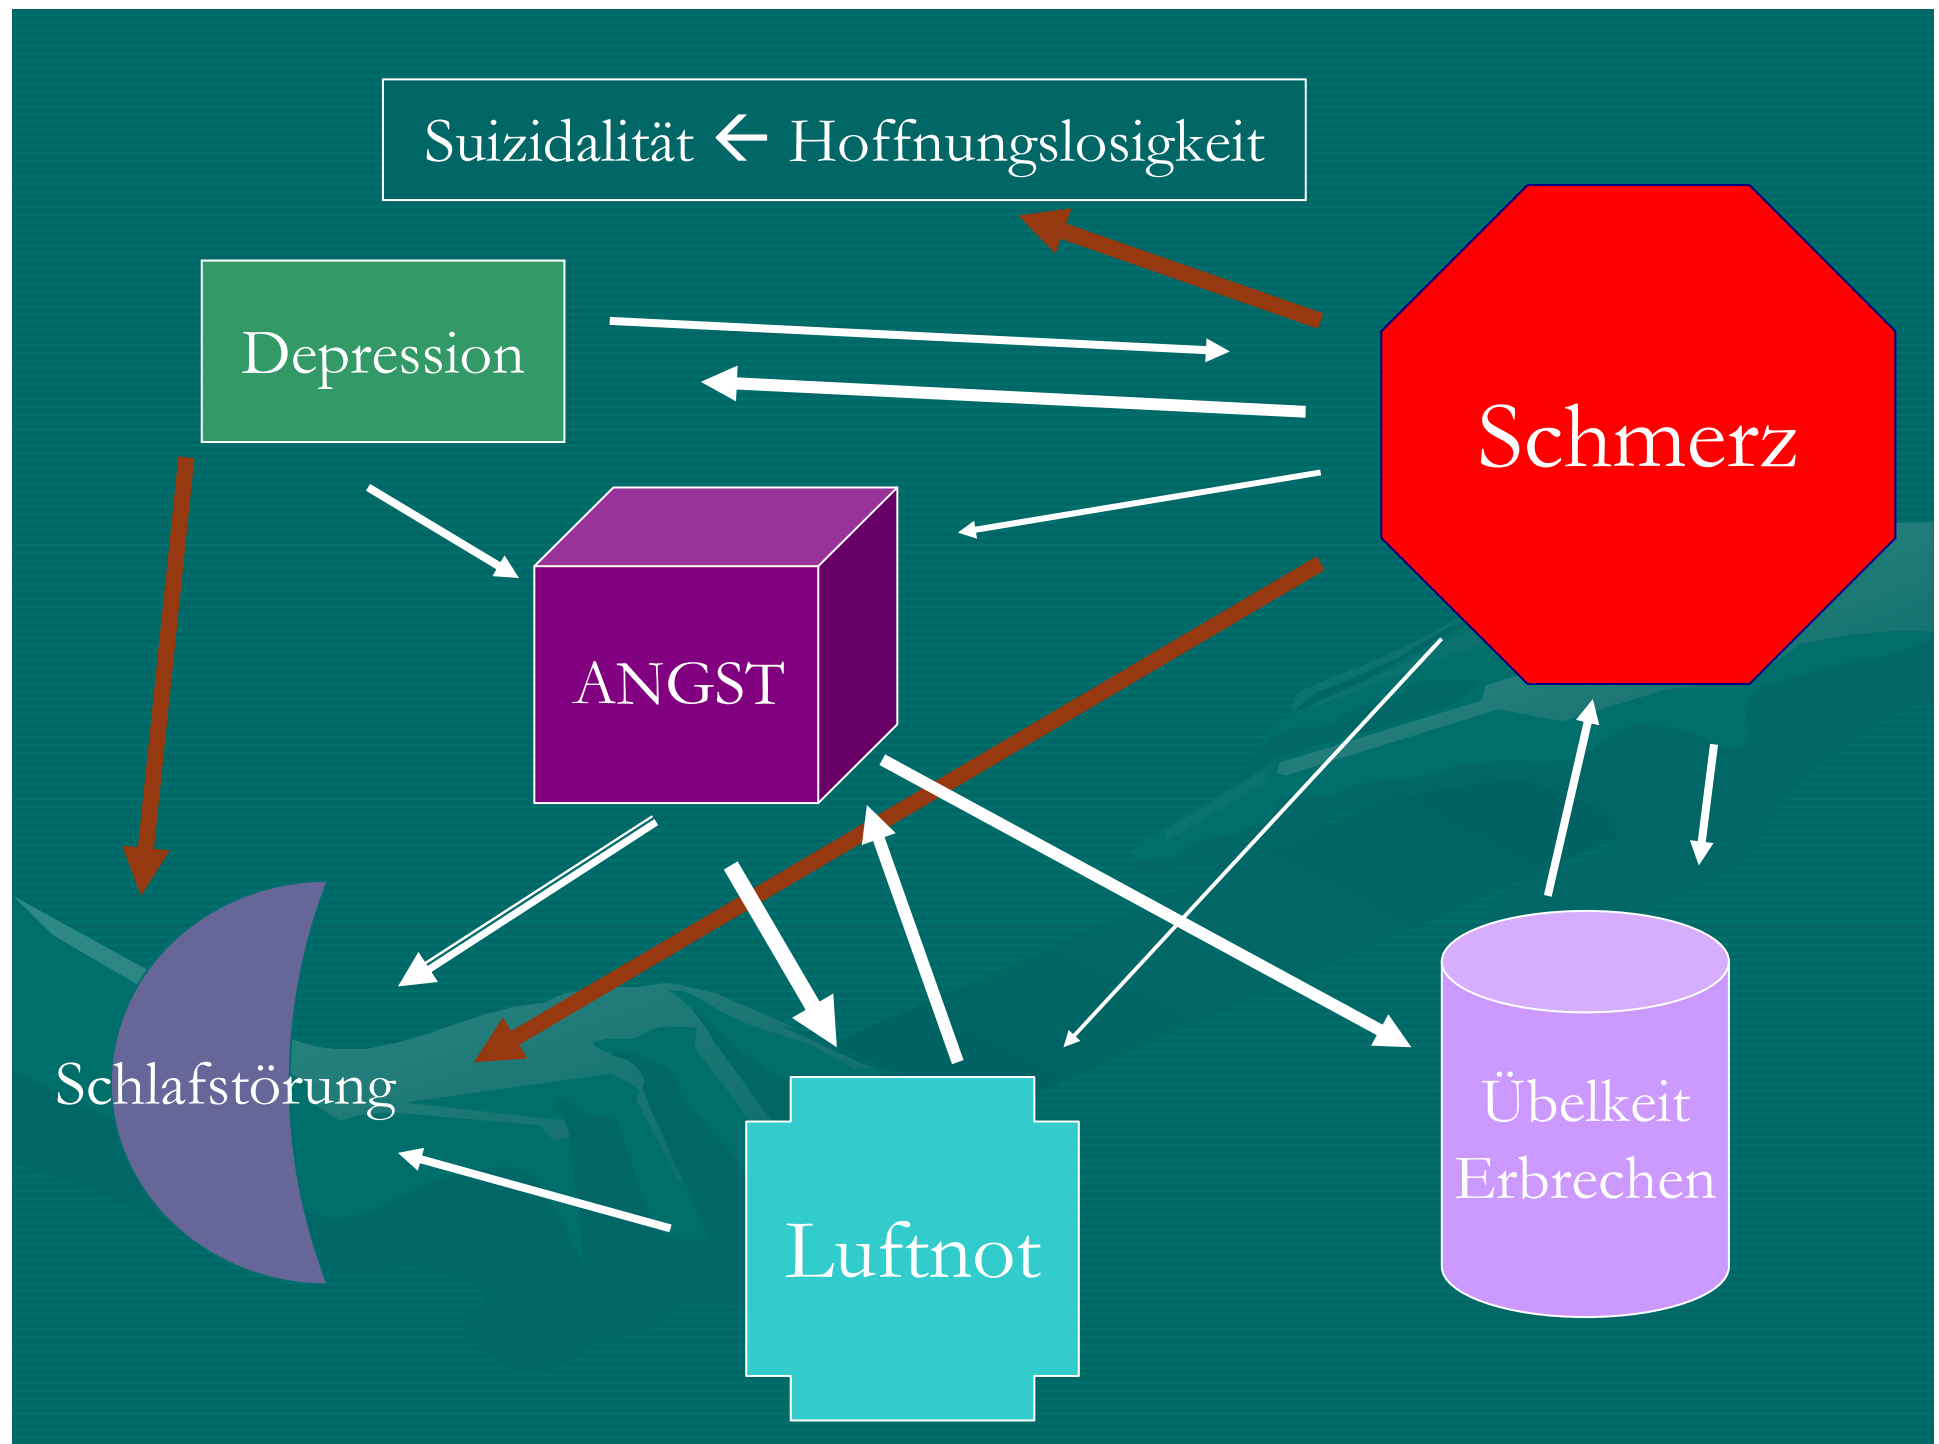 Suizidalität ← Hoffnungslosigkeit
Depression
Schmerz
ANGST
Schlafstörung
Luftnot
Übelkeit
Erbrechen